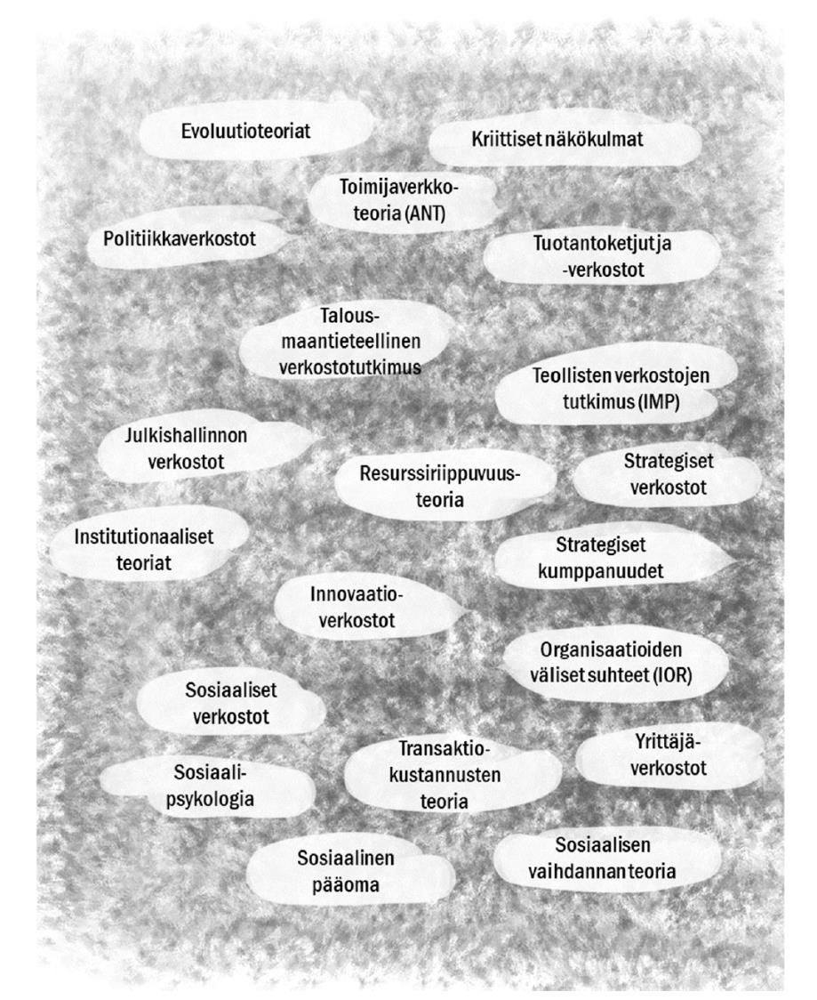 Evoluutioteoriat
Kriittiset näkökulmat
Toimijaverkko-
teoria (ANT)
Politiikkaverkostot
Tuotantoketjut ja
-verkostot
Talous-
maantieteellinen
verkostotutkimus
Teollisten verkostojen
tutkimus (IMP)
Julkishallinnon
verkostot
Resurssiriippuvuus-
teoria
Strategiset
verkostot
Institutionaaliset
teoriat
Strategiset
kumppanuudet
Innovaatio-
verkostot
Organisaatioiden
väliset suhteet (IOR)
Sosiaaliset
verkostot
Transaktio-
kustannusten
teoria
Yrittäjä-
verkostot
Sosiaali-
psykologia
Sosiaalinen
pääoma
Sosiaalisen
vaihdannan teoria